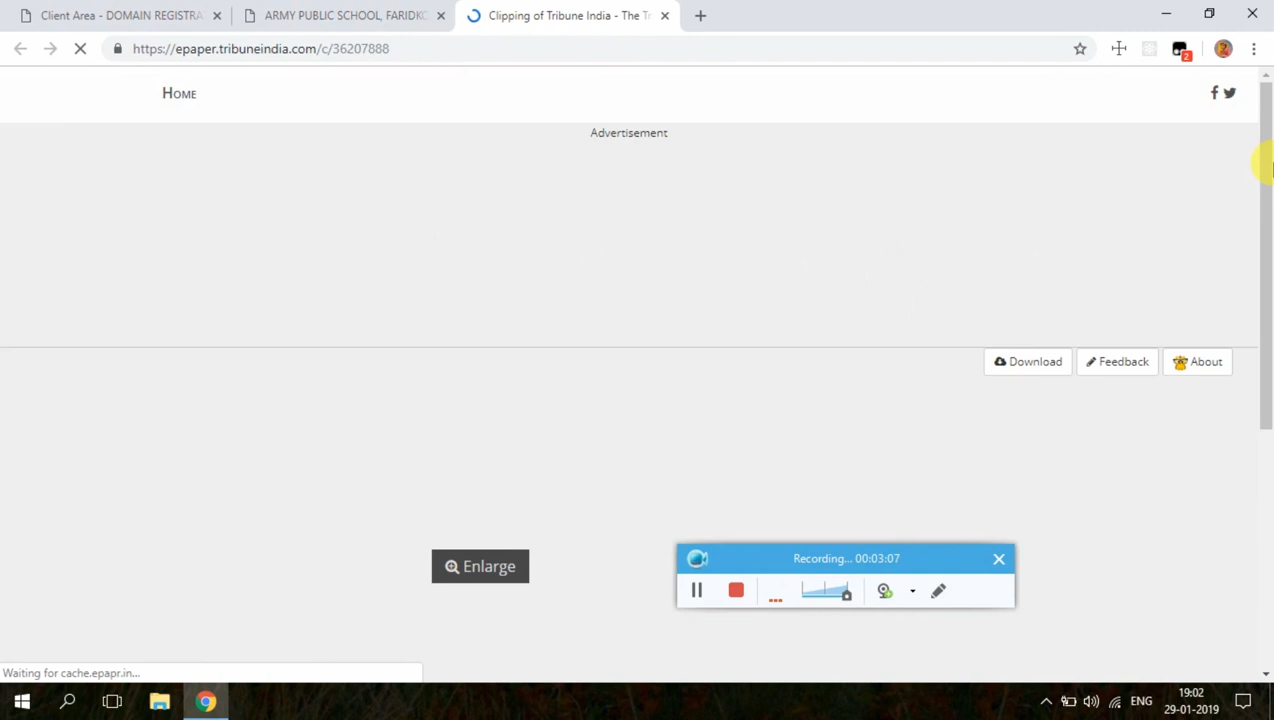 Client Area - DOMAIN REGISTRA
ARMY PUBLIC SCHOOL, FARIDKO
Clipping of Tribune India - The Tr
https://epaper.tribuneindia.com/c/36207888
2
HOME
Advertisement
Download
Feedback
About
Enlarge
Recording... 00:03:07
Waiting for cache.epapr.in...
ENG
19:02
29-01-2019